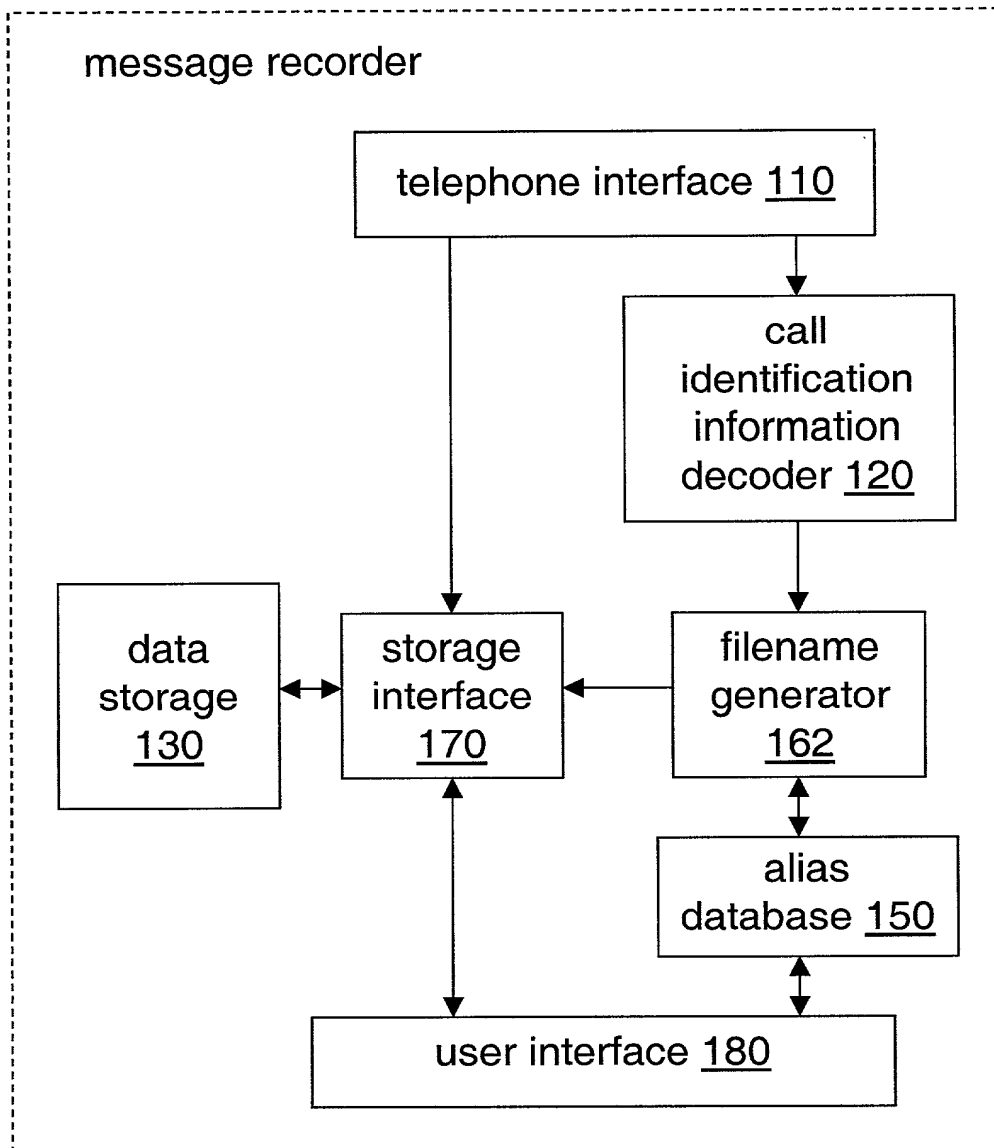 message recorder
telephone interface 110
call
identification
information
decoder 120
data
storage
130
storage
interface
170
filename
generator
162
alias
database 150
user interface 180